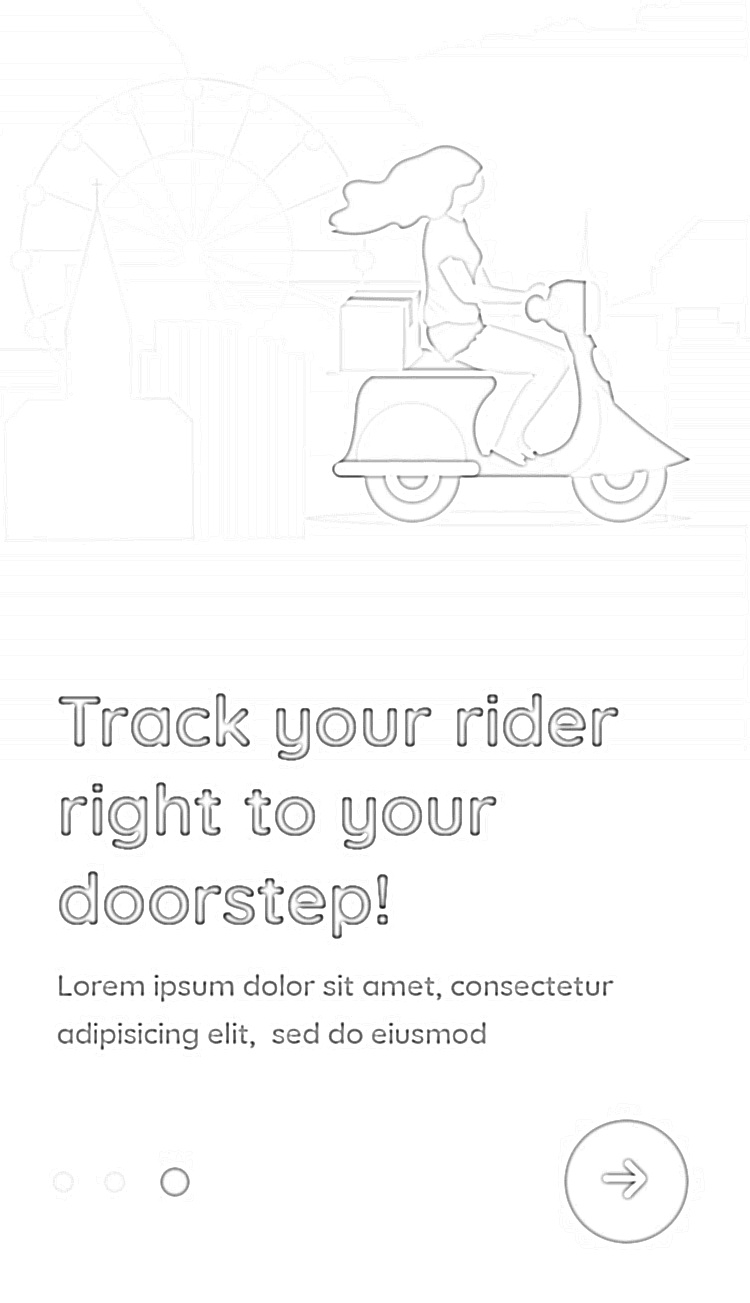 Track your rider
right to your
doorstep!
Lorem ipsum dolor sit amet, consectetur
adipisicing elit,  sed do eiusmod